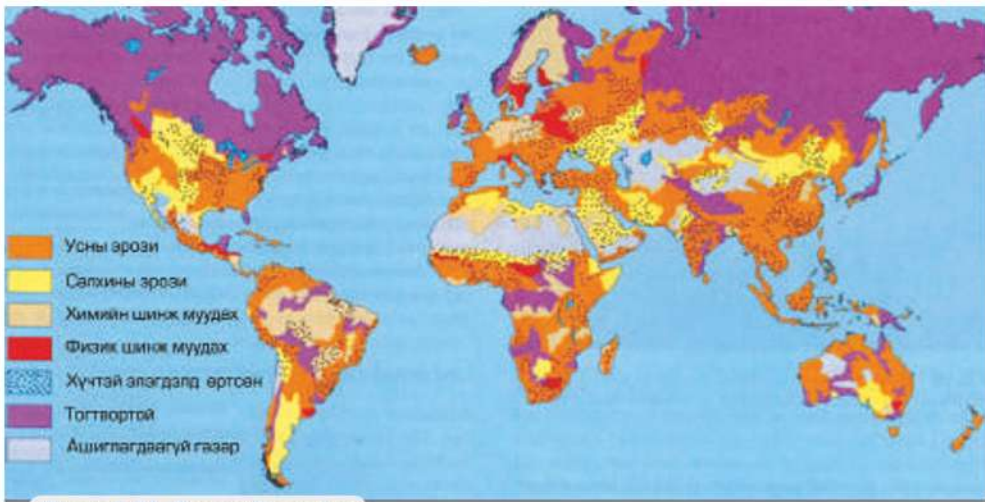 Усны эрози
Салхины эрози
Химийн шинж муудах
Физик шинж муудах
Хүчтэй элэгдэлд өртсөн
Тогтвортой
Ашиглагдаагүй газар